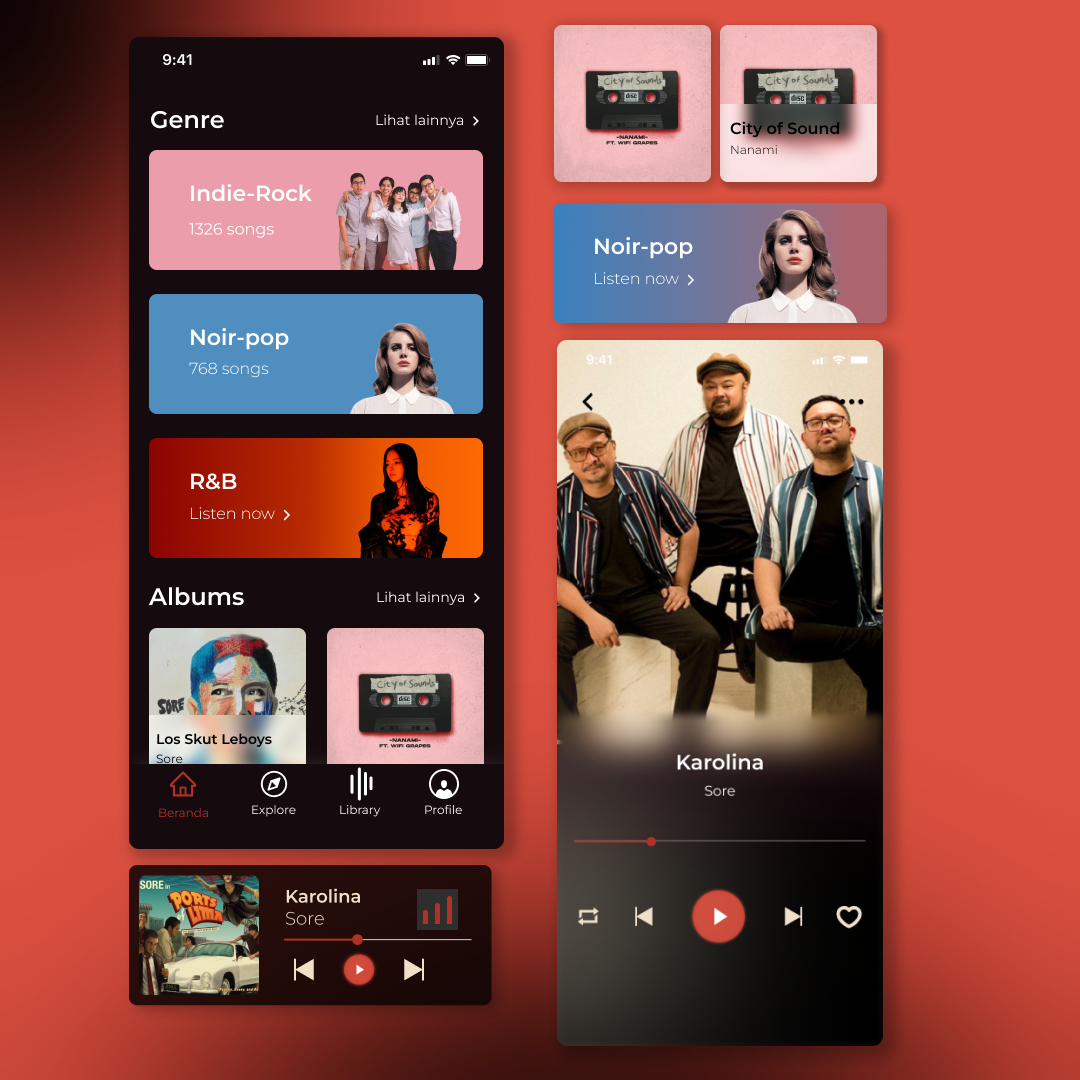 9:41
Genre
Lihat lainnya
Indie-Rock
1326 songs
Noir-pop
768 songs
R&B
Listen now
Albums
Lihat lainnya
SORE
Los Skut Leboys
Sore
City of Sounds
disc
-NANAMI-
FT. WIFI GRAPES
Beranda
Explore
Library
Profile
SORE in
PORTS
of
LIMA
Karolina
Sore
City of Sounds
disc
-NANAMI-
FT. WIFI GRAPES
City of Sounds
disc
City of Sound
Nanami
Noir-pop
Listen now
9:41
Karolina
Sore